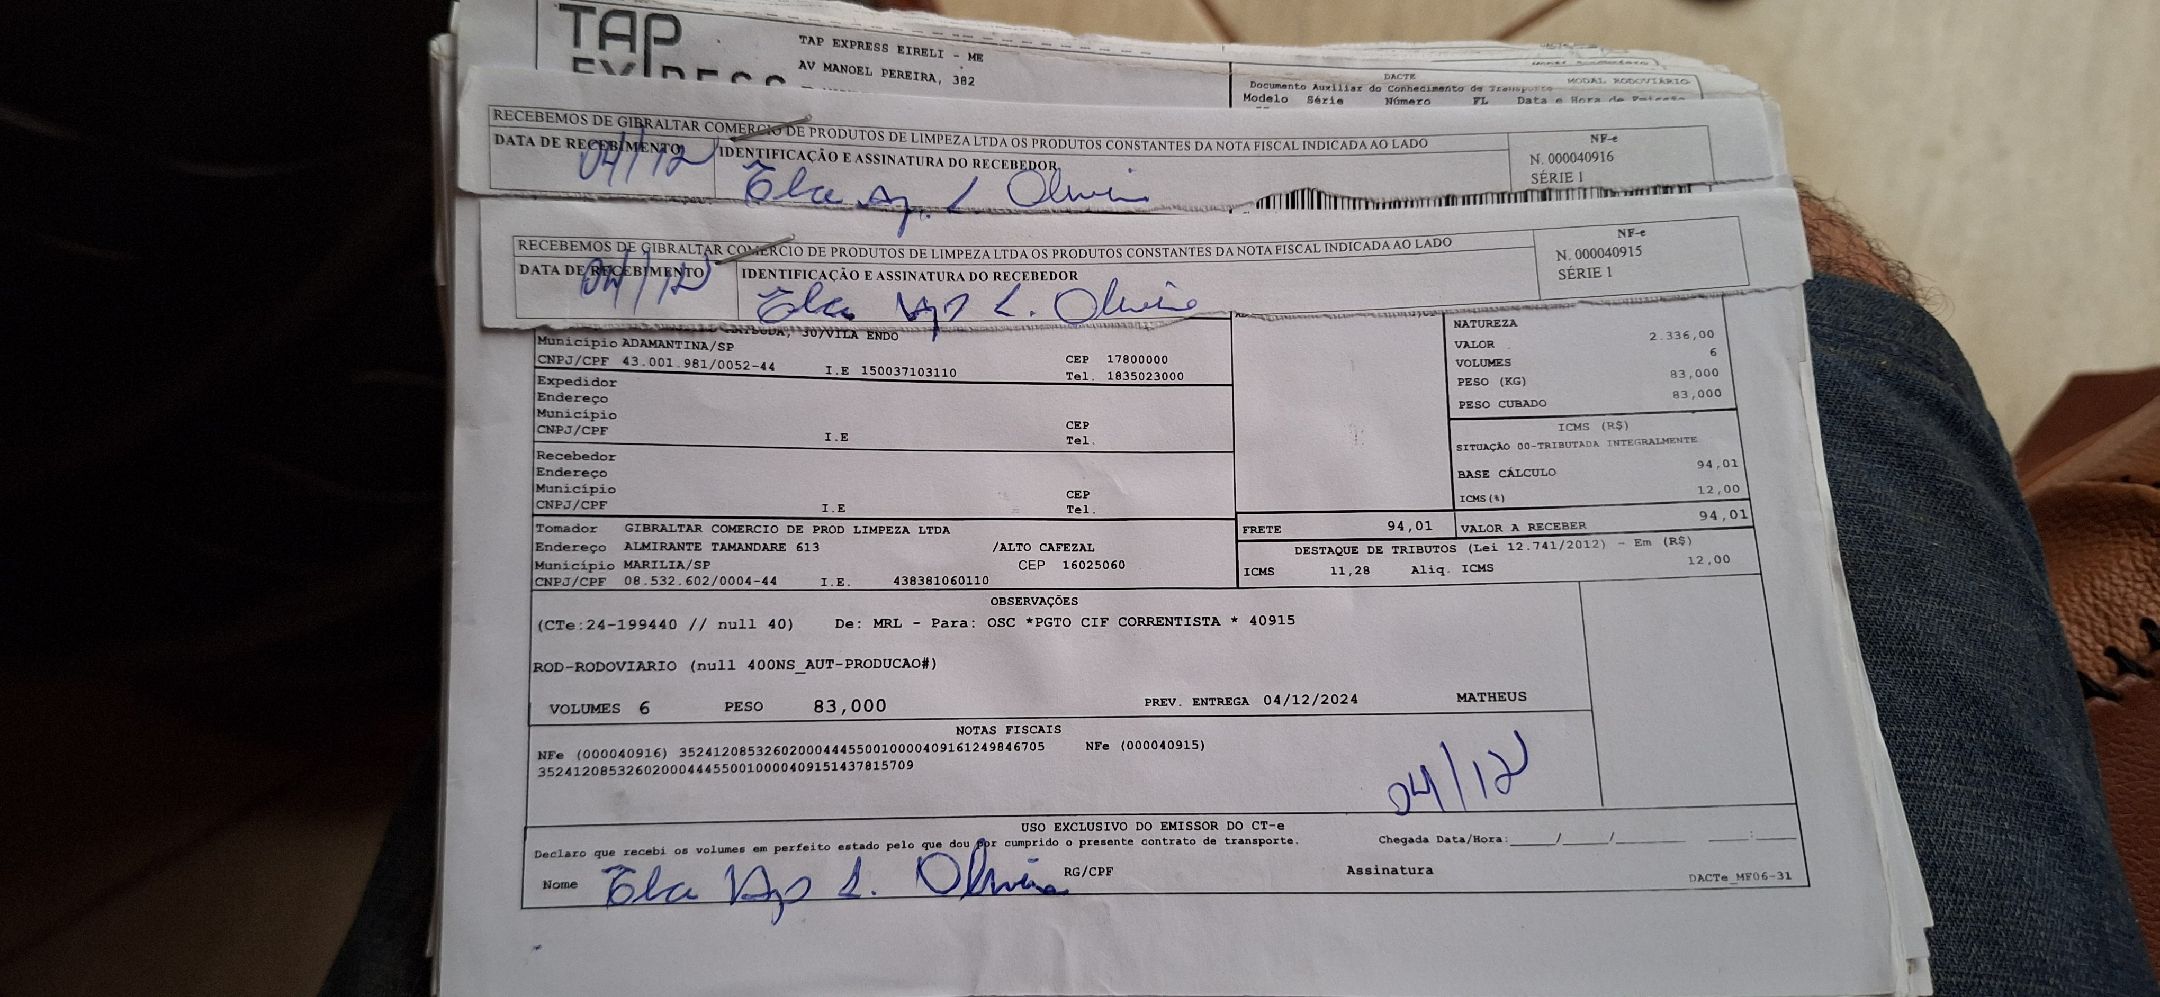 TAP
TAP EXPRESS EIRELI - ME
AV MANOEL PEREIRA, 382
DACTE
MODAL RODOVIÁRIO
Documento Auxiliar do Conhecimento de Transporte
Modelo Série Número FL Data e Hora de
RECEBEMOS DE GIBRALTAR COMERCIO DE PRODUTOS DE LIMPEZA LTDA OS PRODUTOS CONSTANTES DA NOTA FISCAL INDICADA AO LADO
NF-e
N. 000040916
SÉRIE 1
DATA DE RECEBIMENTO
04/12
IDENTIFICAÇÃO E ASSINATURA DO RECEBEDOR
L. Oliveira
RECEBEMOS DE GIBRALTAR COMERCIO DE PRODUTOS DE LIMPEZA LTDA OS PRODUTOS CONSTANTES DA NOTA FISCAL INDICADA AO LADO
NF-e
N. 000040915
SÉRIE 1
DATA DE RECEBIMENTO
04/12
IDENTIFICAÇÃO E ASSINATURA DO RECEBEDOR
L. Oliveira
30/VILA ENDO
Município ADAMANTINA/SP
CNPJ/CPF 43.001.981/0052-44 I.E 150037103110
CEP 17800000
Tel. 1835023000
Expedidor
Endereço
Município
CNPJ/CPF I.E
CEP
Tel.
Recebedor
Endereço
Município
CNPJ/CPF I.E
CEP
Tel.
NATUREZA
VALOR 2.336,00
VOLUMES 6
PESO (KG) 83,000
PESO CUBADO 83,000
ICMS (R$)
SITUAÇÃO 00-TRIBUTADA INTEGRALMENTE
BASE CÁLCULO 94,01
ICMS(%) 12,00
FRETE 94,01 VALOR A RECEBER 94,01
Tomador GIBRALTAR COMERCIO DE PROD LIMPEZA LTDA
Endereço ALMIRANTE TAMANDARE 613 /ALTO CAFEZAL
Município MARILIA/SP CEP 16025060
CNPJ/CPF 08.532.602/0004-44 I.E. 438381060110
DESTAQUE DE TRIBUTOS (Lei 12.741/2012) - Em (R$)
ICMS 11,28 Aliq. ICMS 12,00
OBSERVAÇÕES
(CTe:24-199440 // null 40) De: MRL - Para: OSC *PGTO CIF CORRENTISTA * 40915
ROD-RODOVIARIO (null 400NS_AUT-PRODUCAO#)
VOLUMES 6 PESO 83,000 PREV. ENTREGA 04/12/2024 MATHEUS
NOTAS FISCAIS
NFe (000040916) 35241208532602000444550010000409161249846705 NFe (000040915)
35241208532602000444550010000409151437815709
04/12
USO EXCLUSIVO DO EMISSOR DO CT-e
Declaro que recebi os volumes em perfeito estado pelo que dou por cumprido o presente contrato de transporte.
Chegada Data/Hora:____/____/______ ____:____
Nome L. Oliveira RG/CPF Assinatura
DACTe_MF06-31